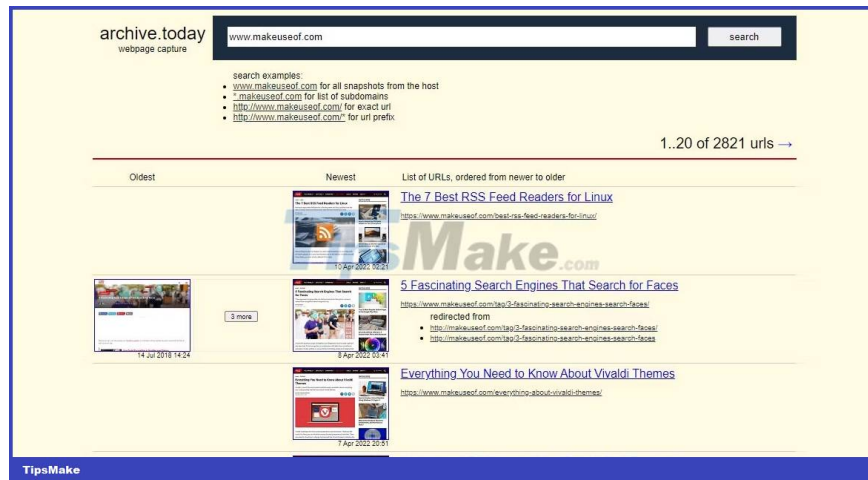 archive.today
webpage capture
www.makeuseof.com
search
search examples:
www.makeuseof.com for all snapshots from the host
*.makeuseof.com for list of subdomains
http://www.makeuseof.com/ for exact url
http://www.makeuseof.com/* for url prefix
1..20 of 2821 urls →
Oldest Newest List of URLs, ordered from newer to older
The 7 Best RSS Feed Readers for Linux
https://www.makeuseof.com/best-rss-feed-readers-for-linux/
TipsMake.com
10 Apr 2022 02:21
5 Fascinating Search Engines That Search for Faces
https://www.makeuseof.com/tag/3-fascinating-search-engines-search-faces/
redirected from
3 more
http://makeuseof.com/tag/3-fascinating-search-engines-search-faces/
http://makeuseof.com/tag/3-fascinating-search-engines-search-faces
14 Jul 2018 14:24
8 Apr 2022 03:41
Everything You Need to Know About Vivaldi Themes
https://www.makeuseof.com/everything-about-vivaldi-themes/
7 Apr 2022 20:51
TipsMake